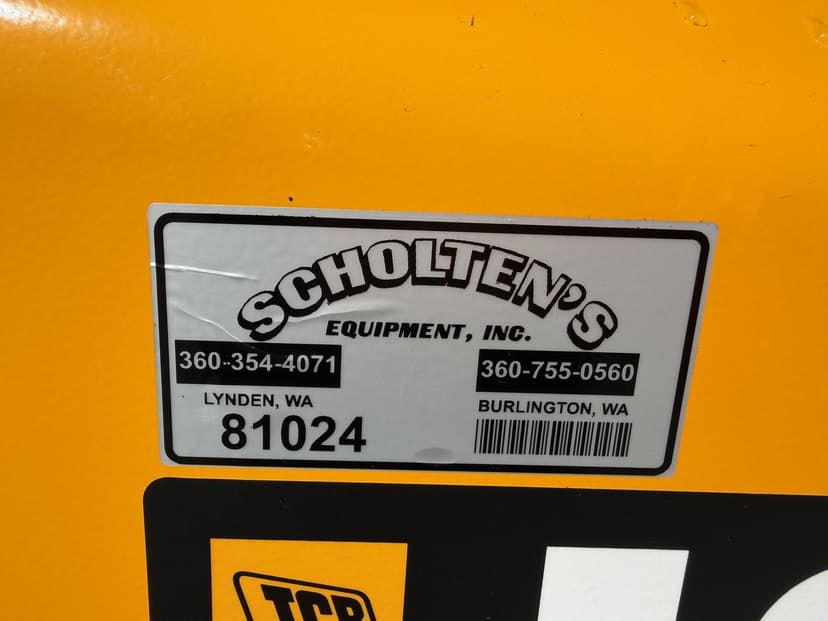 SCHOLTEN'S
EQUIPMENT, INC.
360-354-4071 360-755-0560
LYNDEN, WA BURLINGTON, WA
81024